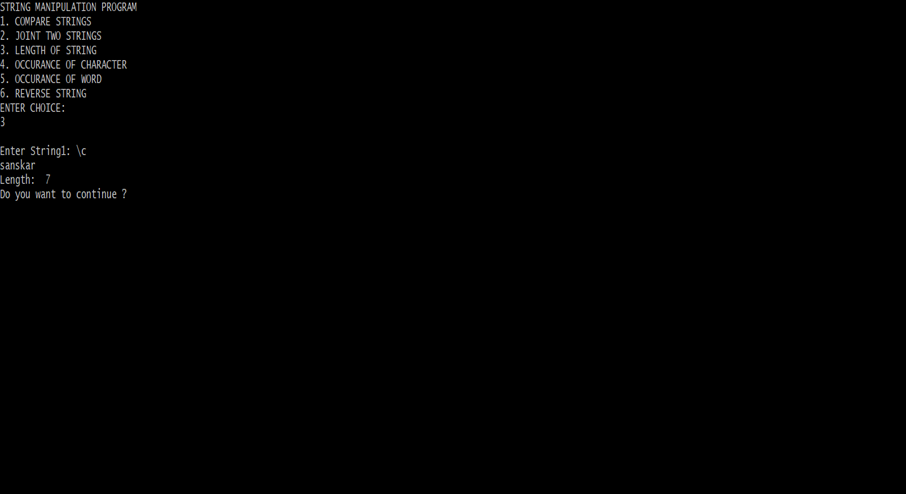 STRING MANIPULATION PROGRAM
1. COMPARE STRINGS
2. JOINT TWO STRINGS
3. LENGTH OF STRING
4. OCCURANCE OF CHARACTER
5. OCCURANCE OF WORD
6. REVERSE STRING
ENTER CHOICE:
3
Enter String1: \c
sanskar
Length:  7
Do you want to continue ?